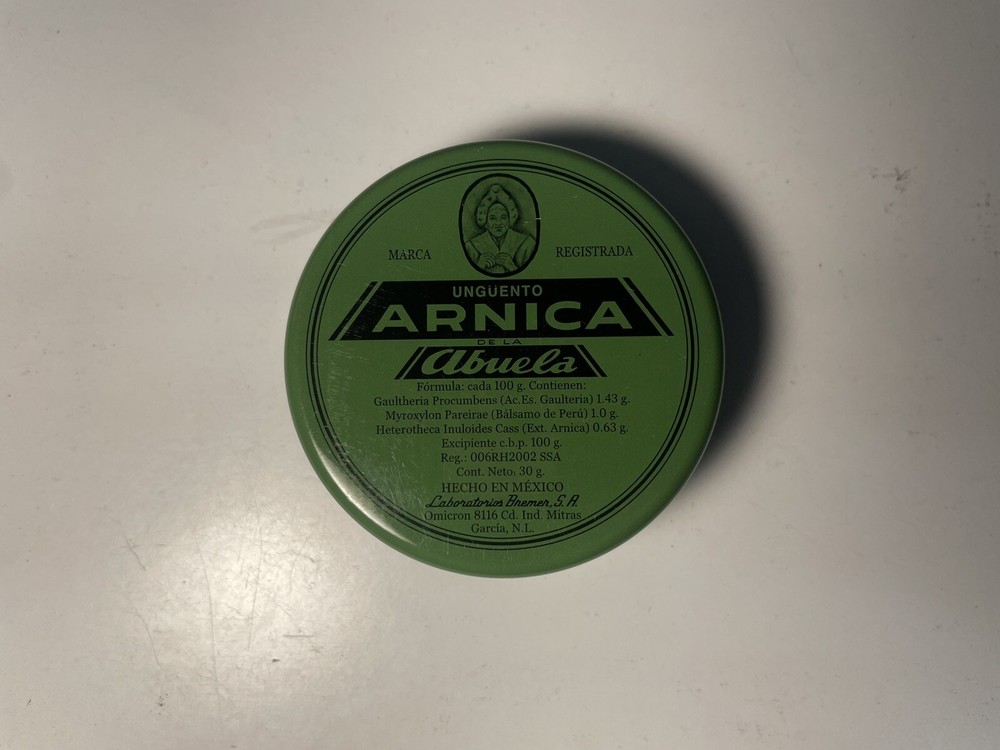 MARCA REGISTRADA
UNGÜENTO
ARNICA
DE LA
Abuela
Fórmula: cada 100 g. Contienen:
Gaultheria Procumbens (Ac.Es. Gaulteria) 1.43 g.
Myroxylon Pareirae (Bálsamo de Perú) 1.0 g.
Heterotheca Inuloides Cass (Ext. Arnica) 0.63 g.
Excipiente c.b.p. 100 g.
Reg.: 006RH2002 SSA
Cont. Neto: 30 g.
HECHO EN MÉXICO
Laboratorios Bremer, S.A.
Omicron 8116 Cd. Ind. Mitras
García, N.L.